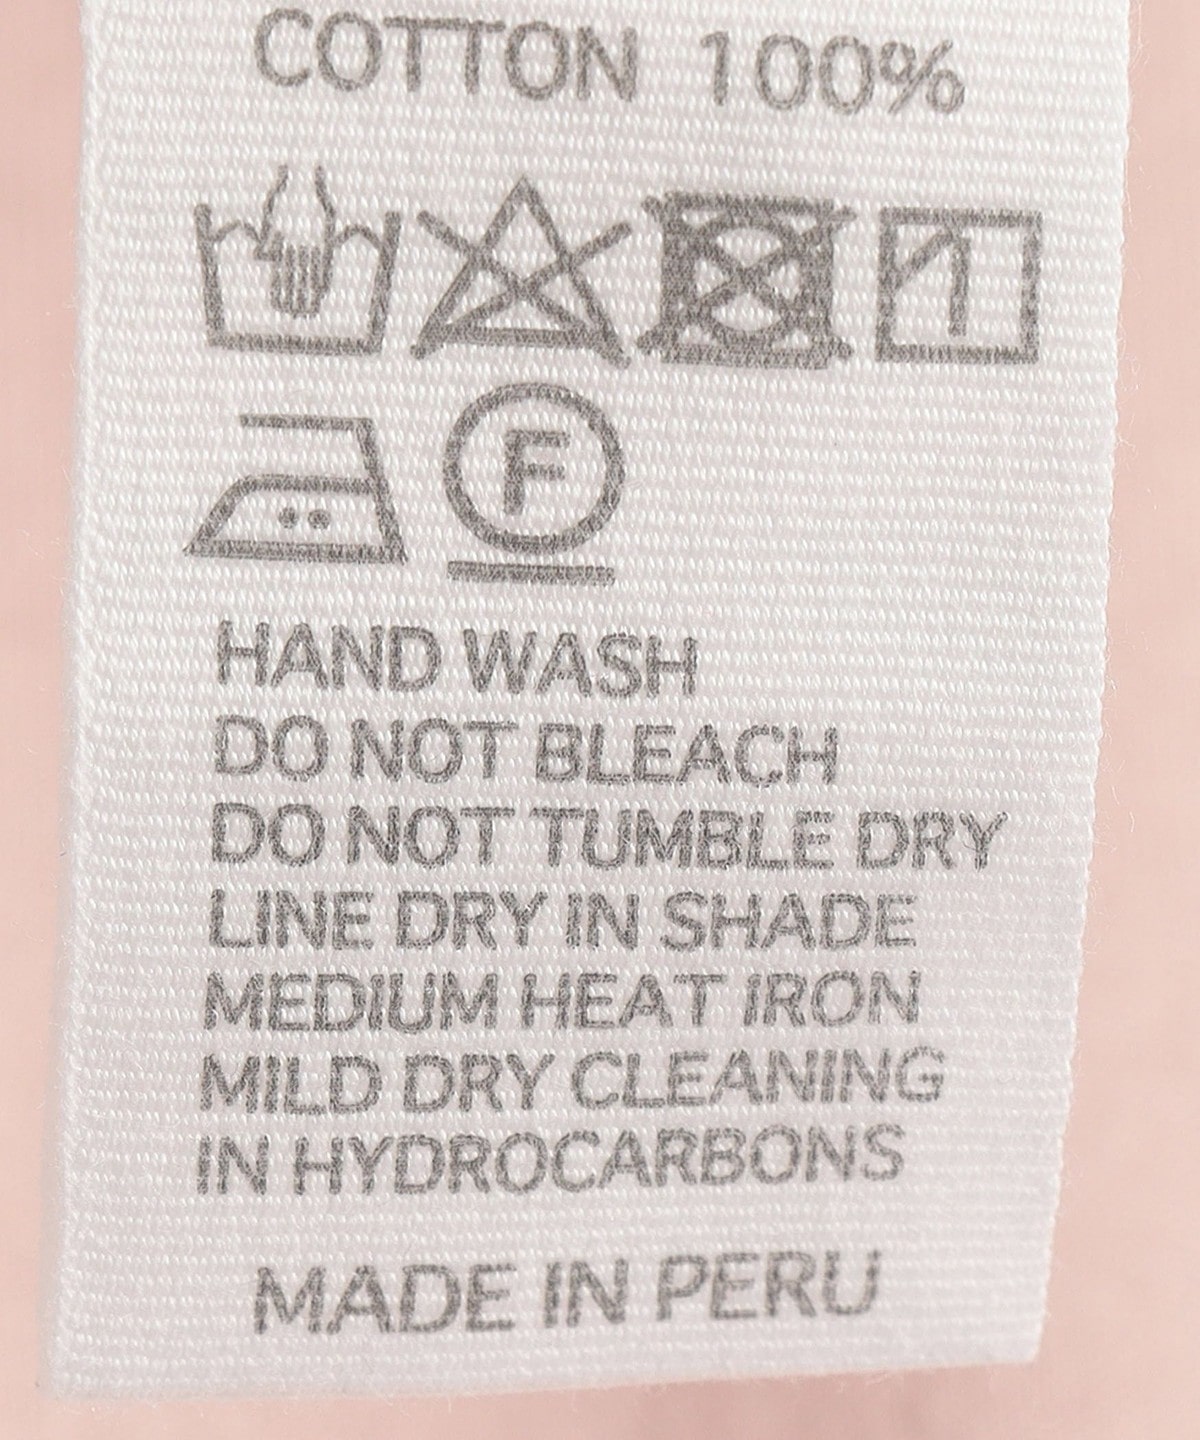 COTTON 100%
F
HAND WASH
DO NOT BLEACH
DO NOT TUMBLE DRY
LINE DRY IN SHADE
MEDIUM HEAT IRON
MILD DRY CLEANING
IN HYDROCARBONS
MADE IN PERU